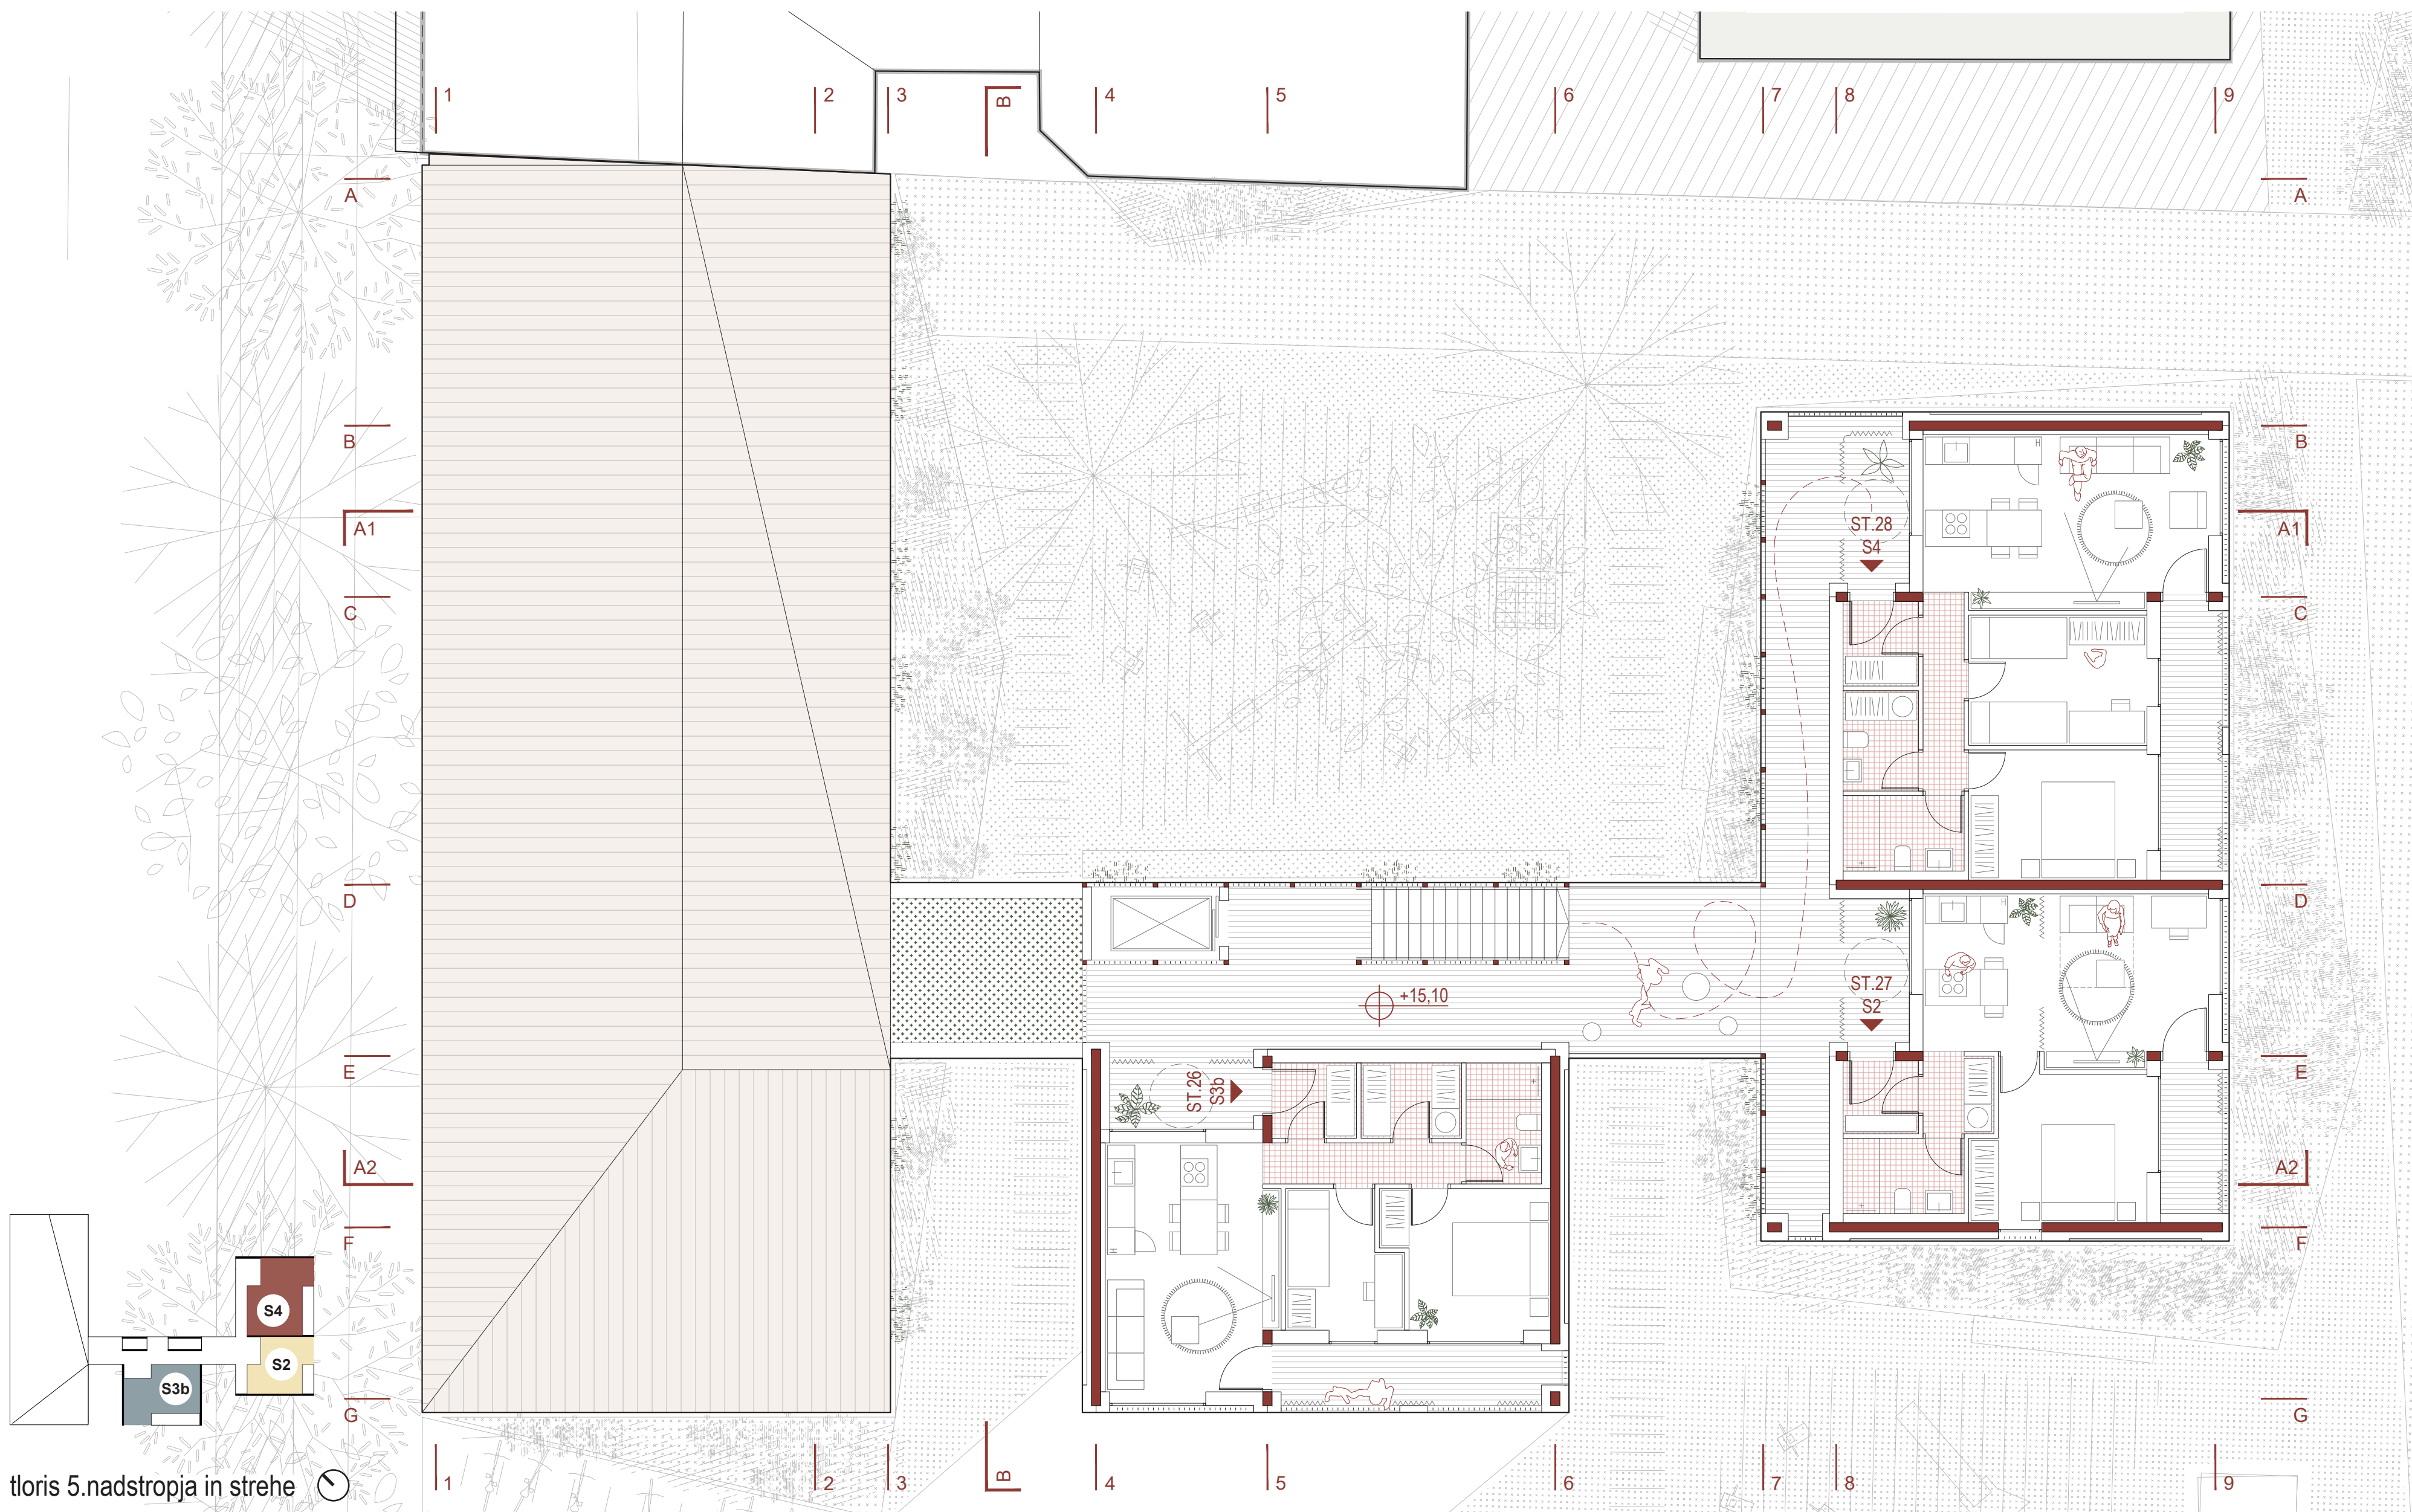 1 2 3 B 4 5 6 7 8 9
A A
B B
A1 A1
ST.28
S4
C C
D D
ST.27
S2
+15,10
E E
ST.26
S3b
A2 A2
F F
S4
S2
S3b
G G
1 2 3 B 4 5 6 7 8 9
tloris 5.nadstropja in strehe